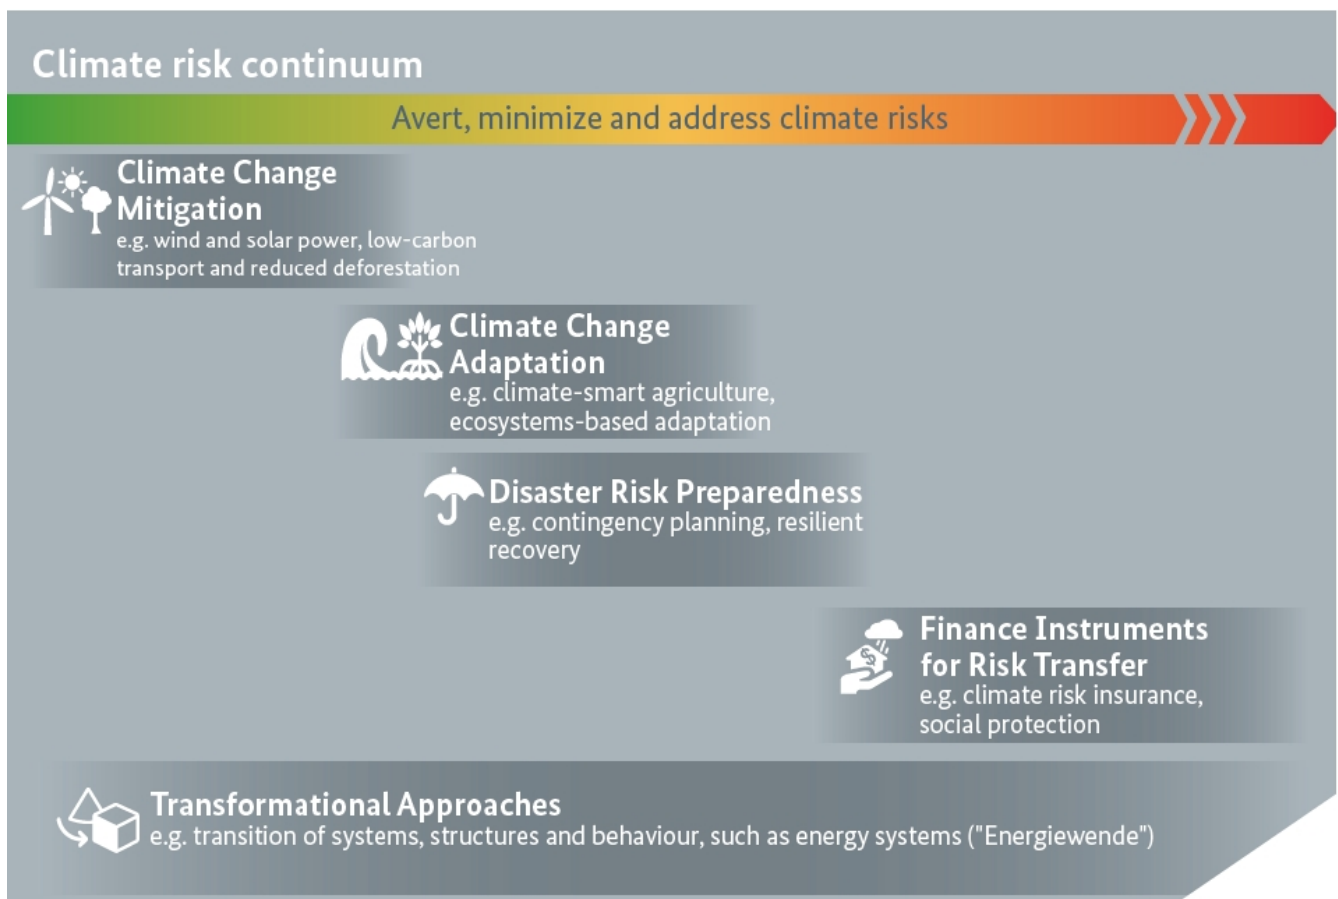 Climate risk continuum
Avert, minimize and address climate risks
Climate Change
Mitigation
e.g. wind and solar power, low-carbon
transport and reduced deforestation
Climate Change
Adaptation
e.g. climate-smart agriculture,
ecosystems-based adaptation
Disaster Risk Preparedness
e.g. contingency planning, resilient
recovery
Finance Instruments
for Risk Transfer
e.g. climate risk insurance,
social protection
Transformational Approaches
e.g. transition of systems, structures and behaviour, such as energy systems ("Energiewende")